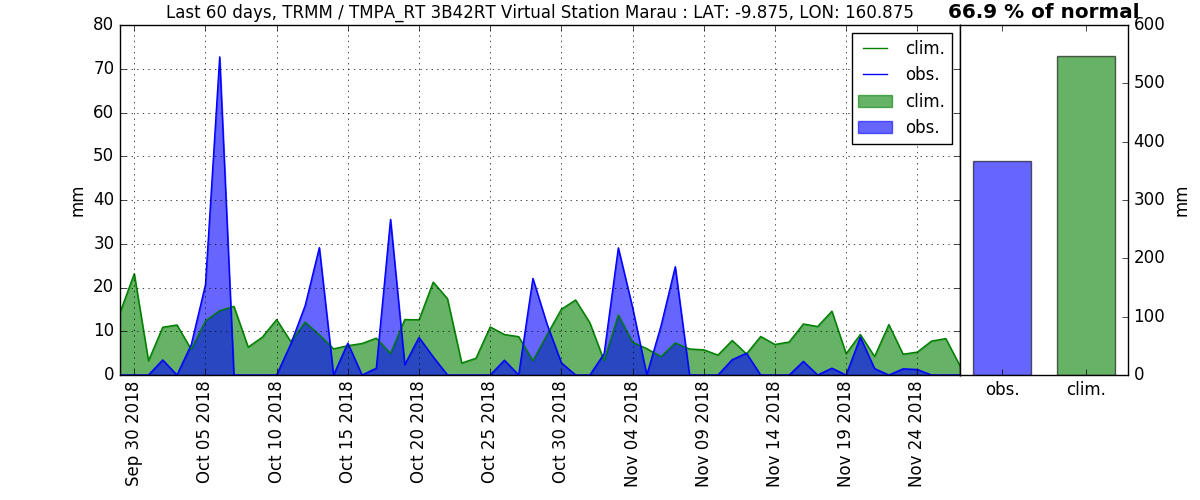 Last 60 days, TRMM / TMPA_RT 3B42RT Virtual Station Marau : LAT: -9.875, LON: 160.875
66.9 % of normal
80
70
60
50
40
30
20
10
0
mm
clim.
obs.
clim.
obs.
600
500
400
300
200
100
0
mm
obs.
clim.
Sep 30 2018
Oct 05 2018
Oct 10 2018
Oct 15 2018
Oct 20 2018
Oct 25 2018
Oct 30 2018
Nov 04 2018
Nov 09 2018
Nov 14 2018
Nov 19 2018
Nov 24 2018